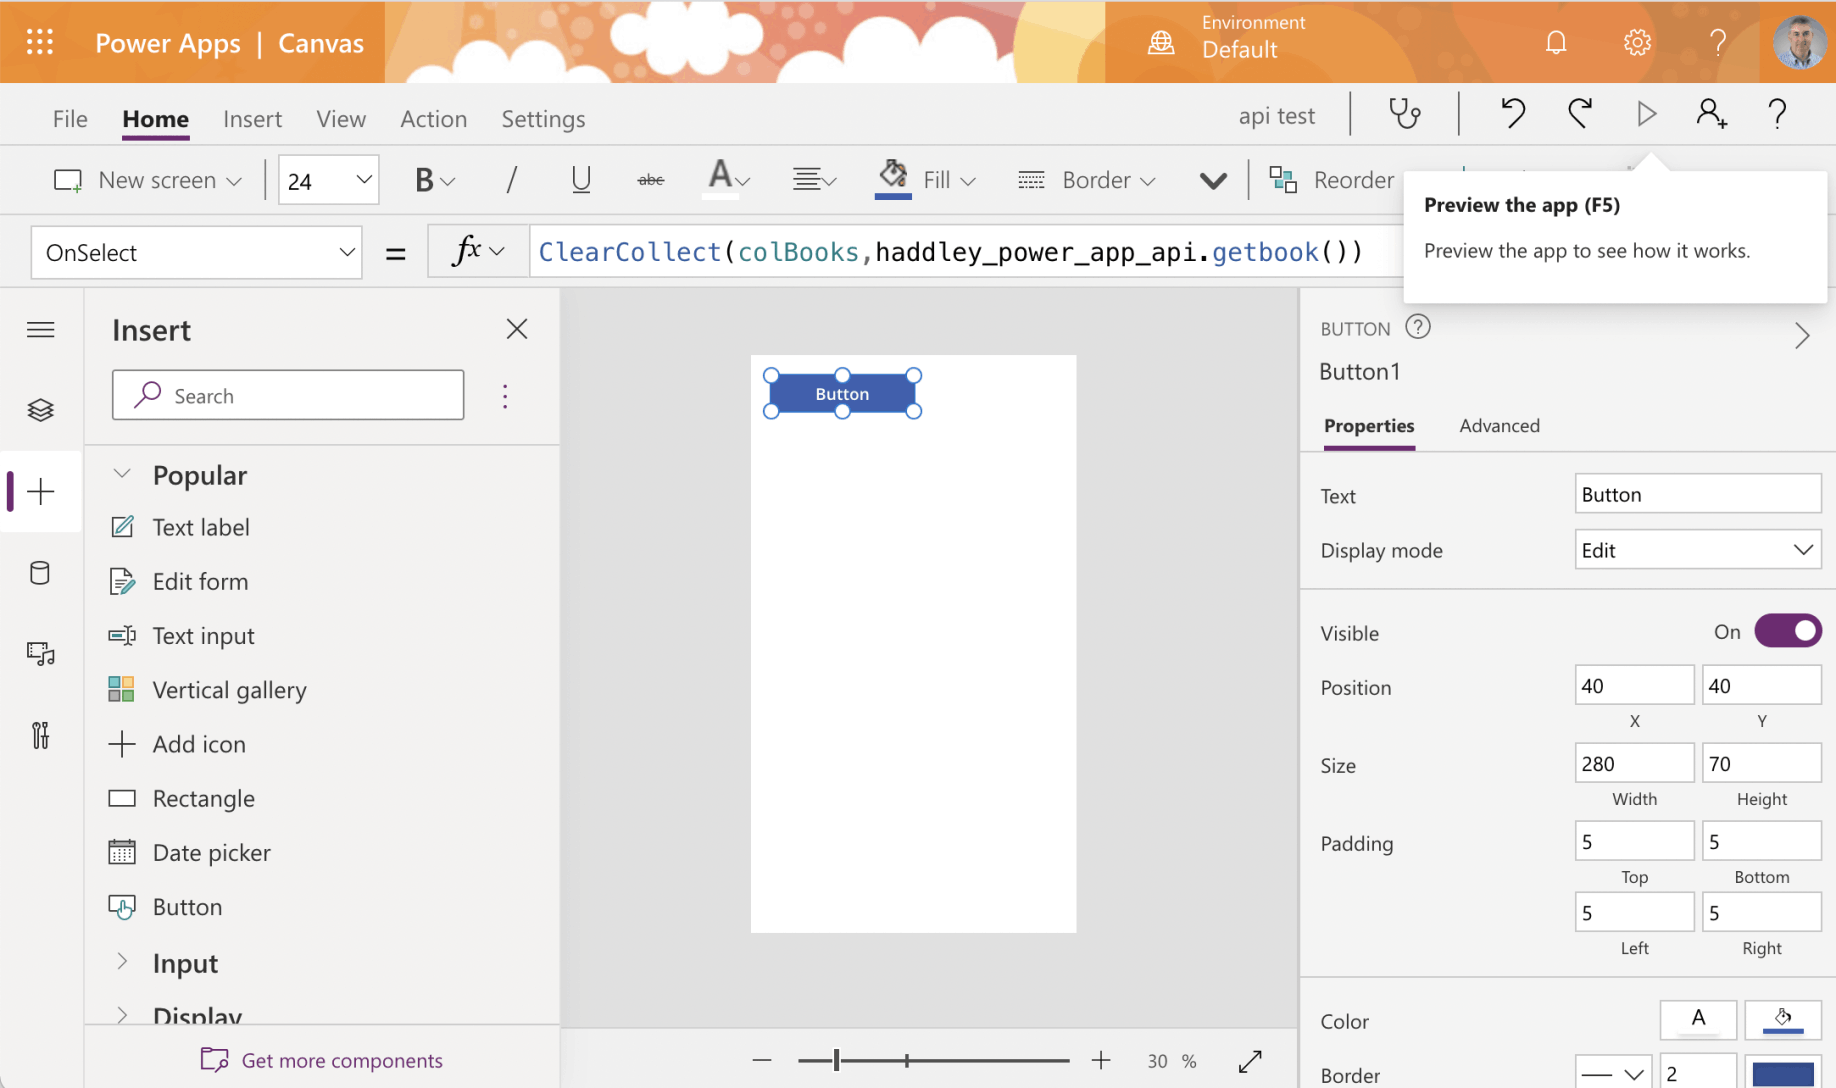 Power Apps | Canvas
Environment
Default
?
File Home Insert View Action Settings
api test
?
New screen
24
B
/
U
abc
A
Fill
Border
Reorder
Preview the app (F5)
Preview the app to see how it works.
OnSelect
=
fx
ClearCollect(colBooks,haddley_power_app_api.getbook())
Insert
Search
Popular
Text label
Edit form
Text input
Vertical gallery
Add icon
Rectangle
Date picker
Button
Input
Display
Get more components
Button
30 %
BUTTON ?
Button1
Properties Advanced
Text Button
Display mode Edit
Visible On
Position 40 40
X Y
Size 280 70
Width Height
Padding 5 5
Top Bottom
5 5
Left Right
Color A
Border 2